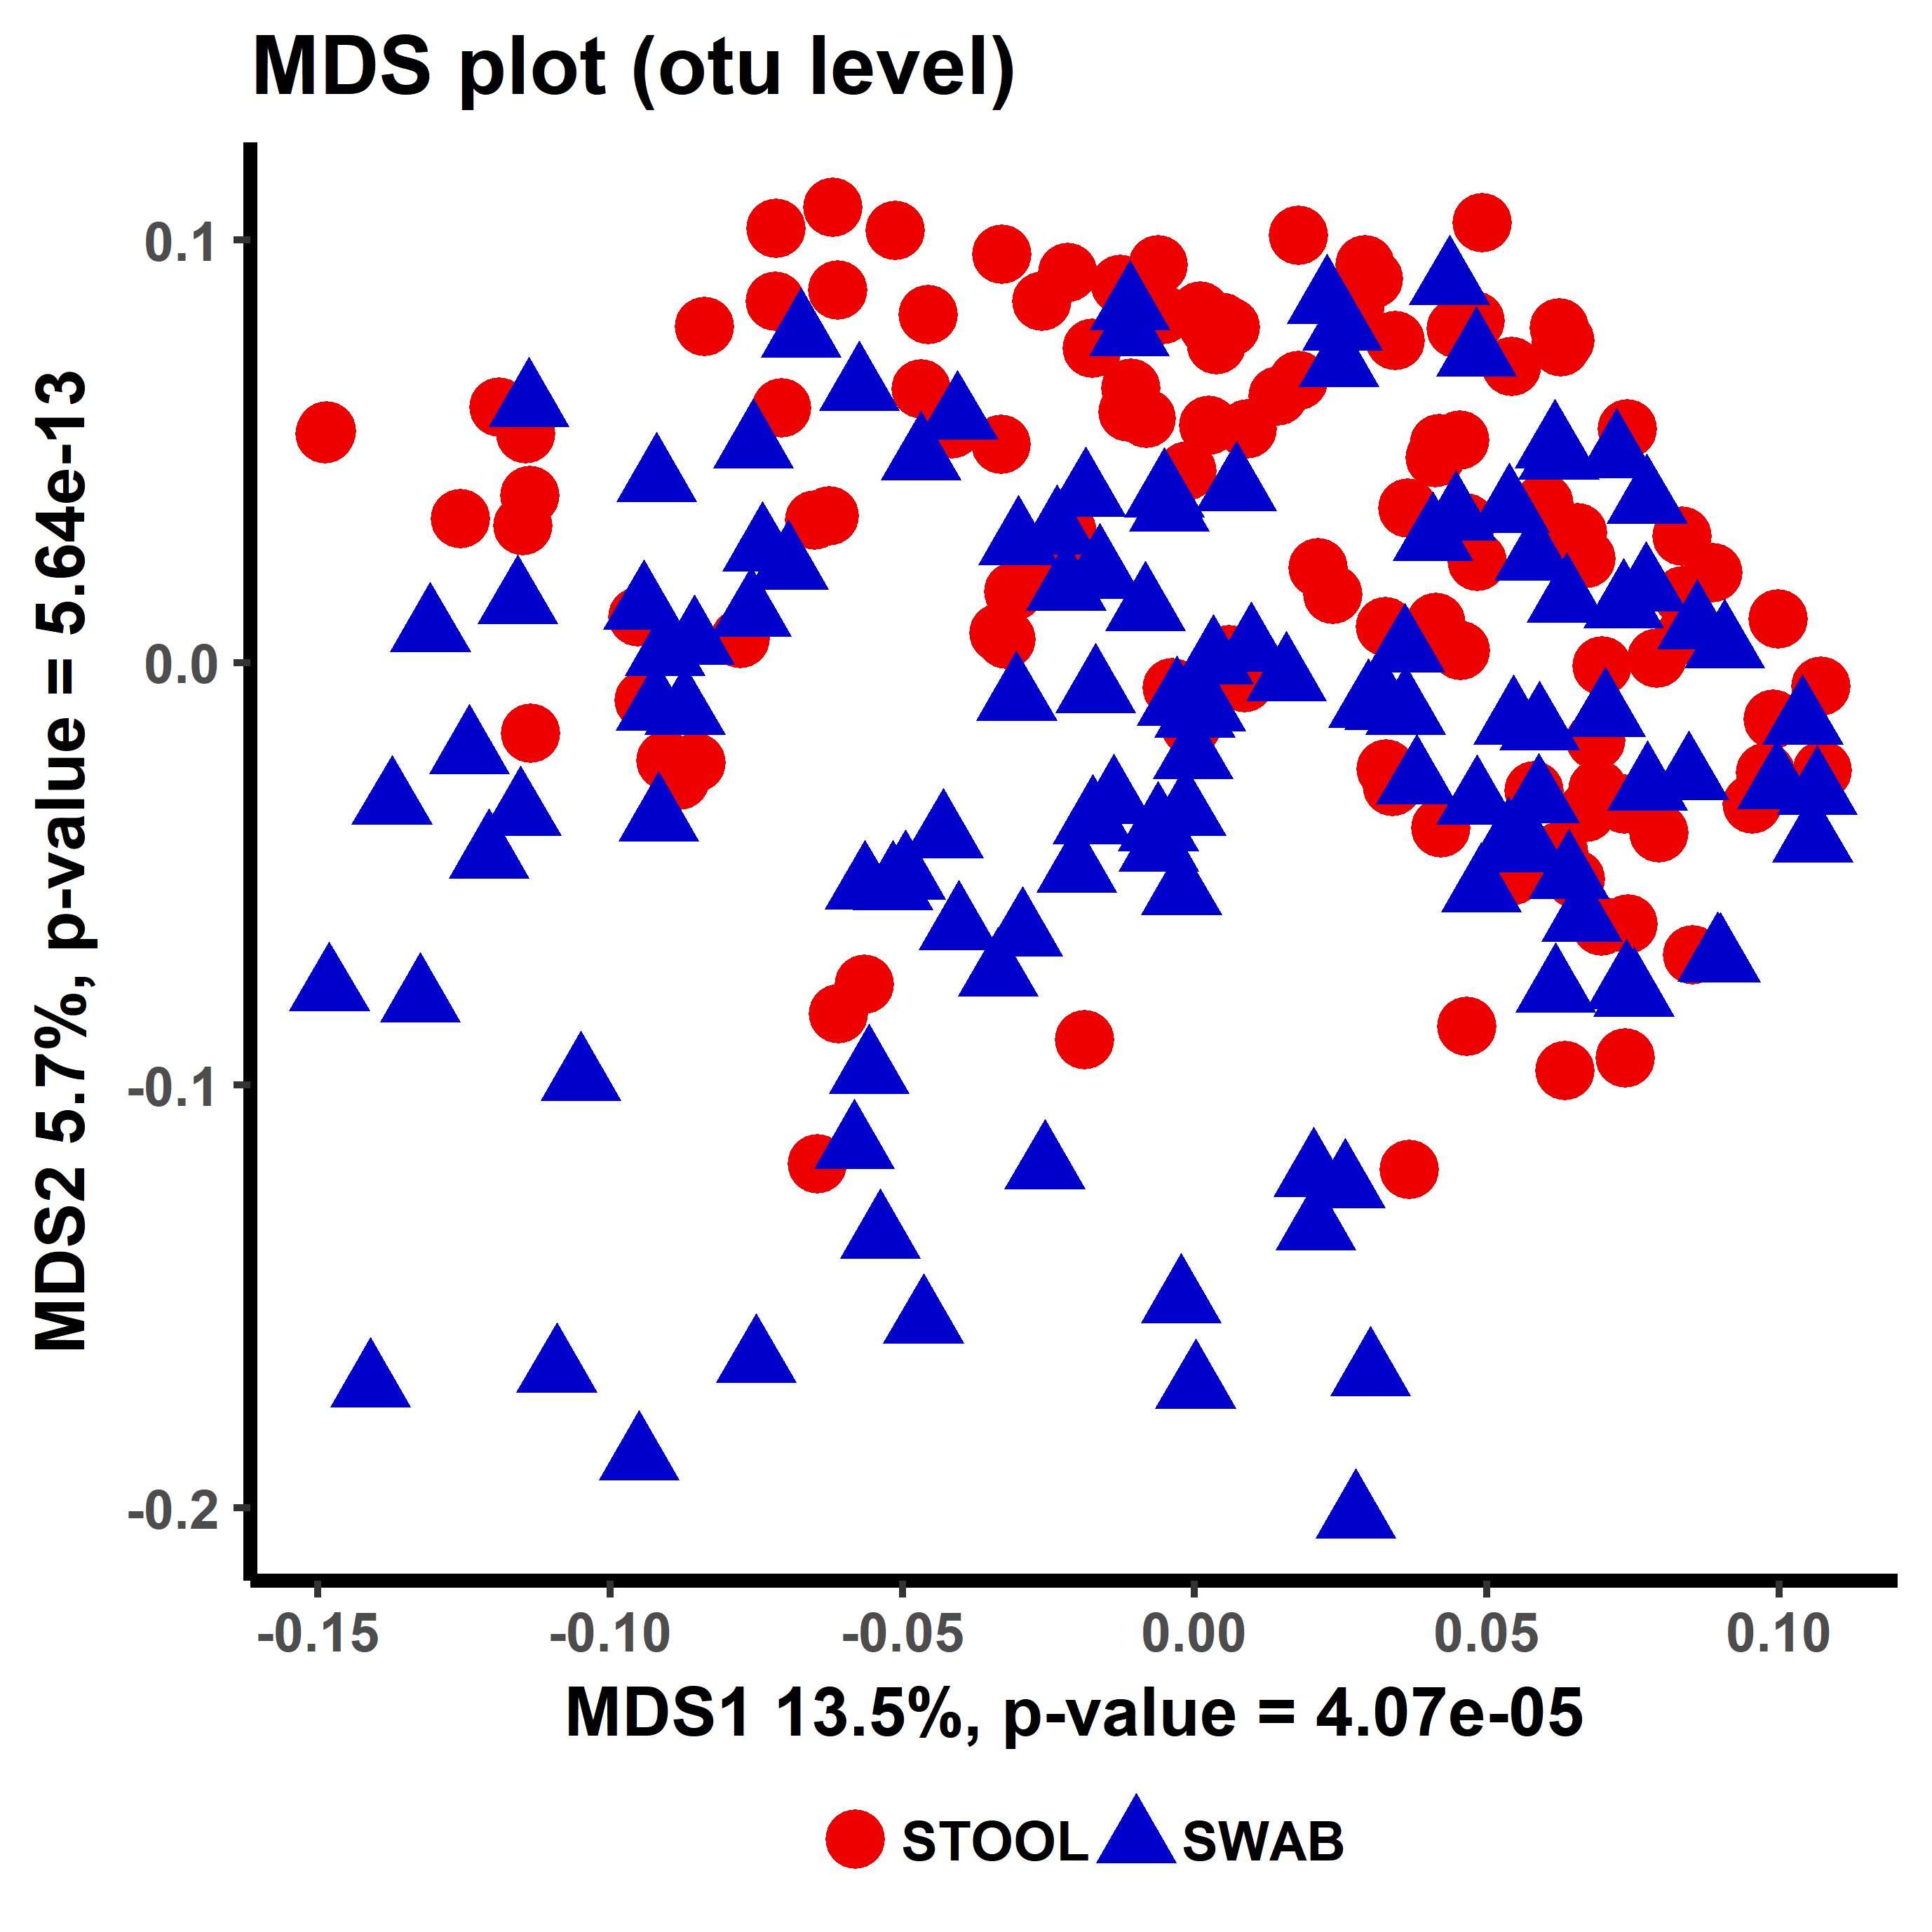 MDS plot (otu level)
MDS2 5.7%, p-value = 5.64e-13
0.1
0.0
-0.1
-0.2
-0.15 -0.10 -0.05 0.00 0.05 0.10
MDS1 13.5%, p-value = 4.07e-05
STOOL SWAB